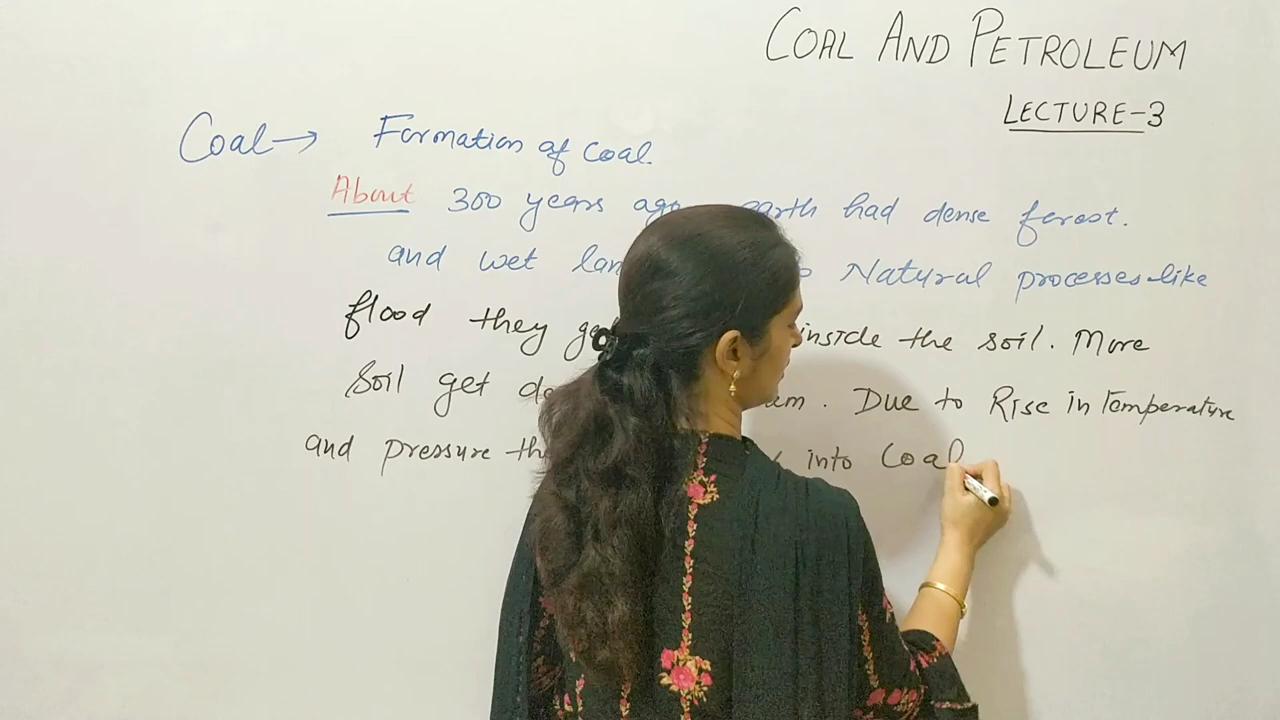 COAL AND PETROLEUM
LECTURE-3
Coal → Formation of Coal.
About 300 years ago earth had dense forest.
and wet Natural processes like
flood they inside the soil. More
Soil get Due to Rise in Temperature
and pressure into Coal